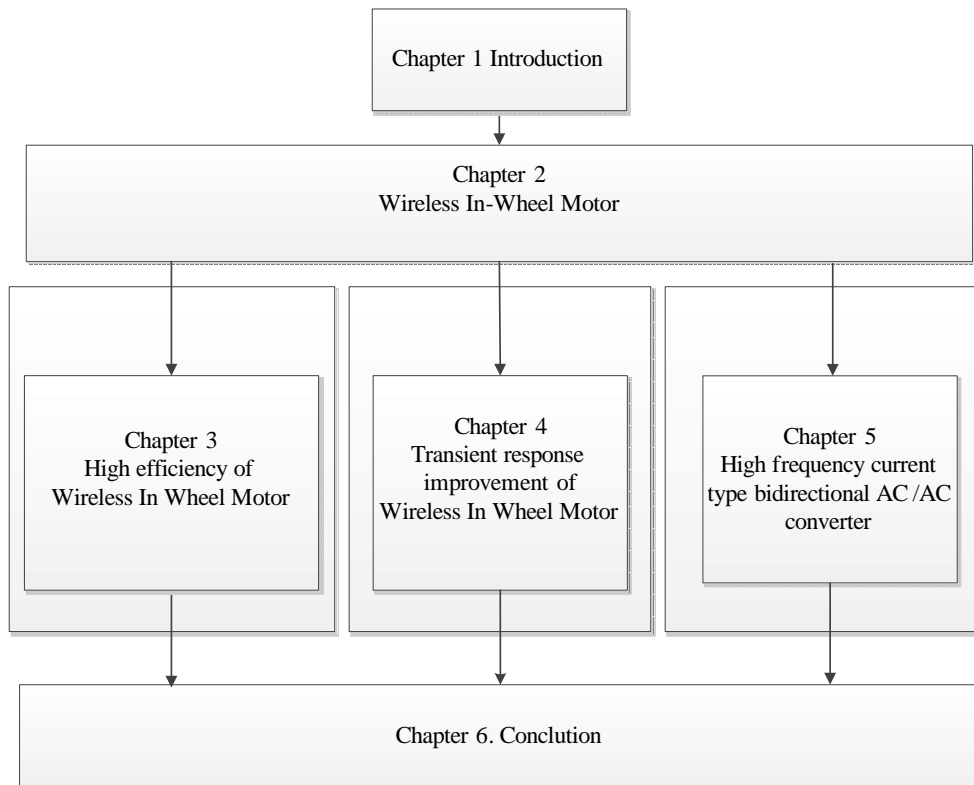 Chapter 1 Introduction
Chapter 2
Wireless In-Wheel Motor
Chapter 3
High efficiency of
Wireless In Wheel Motor
Chapter 4
Transient response
improvement of
Wireless In Wheel Motor
Chapter 5
High frequency current
type bidirectional AC /AC
converter
Chapter 6. Conclution